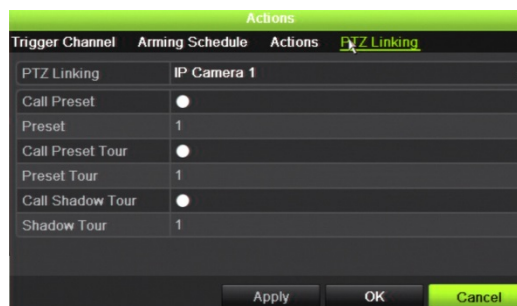 Actions
Trigger Channel Arming Schedule Actions PTZ Linking
PTZ Linking IP Camera 1
Call Preset
Preset 1
Call Preset Tour
Preset Tour 1
Call Shadow Tour
Shadow Tour 1
Apply OK Cancel